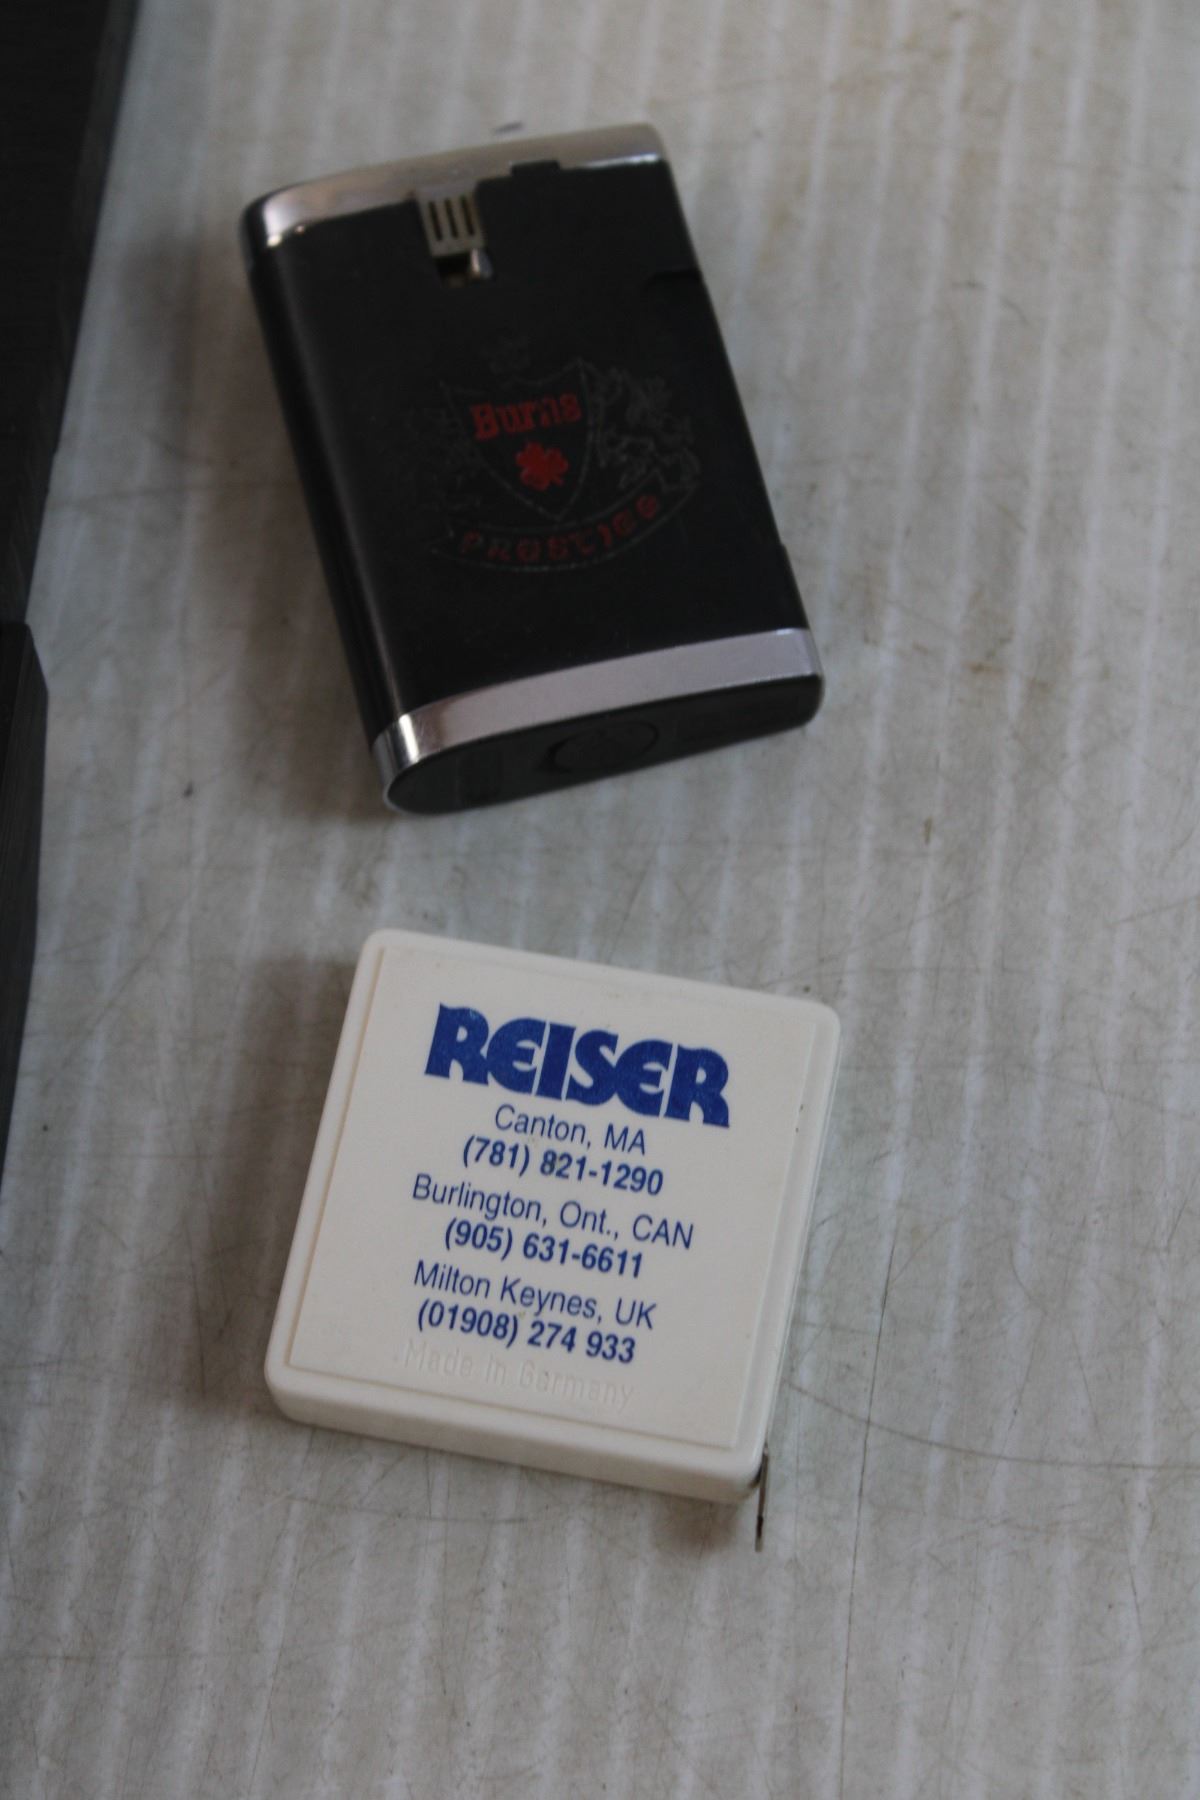 Burns
PRESTIGE
REISER
Canton, MA
(781) 821-1290
Burlington, Ont., CAN
(905) 631-6611
Milton Keynes, UK
(01908) 274 933
Made in Germany